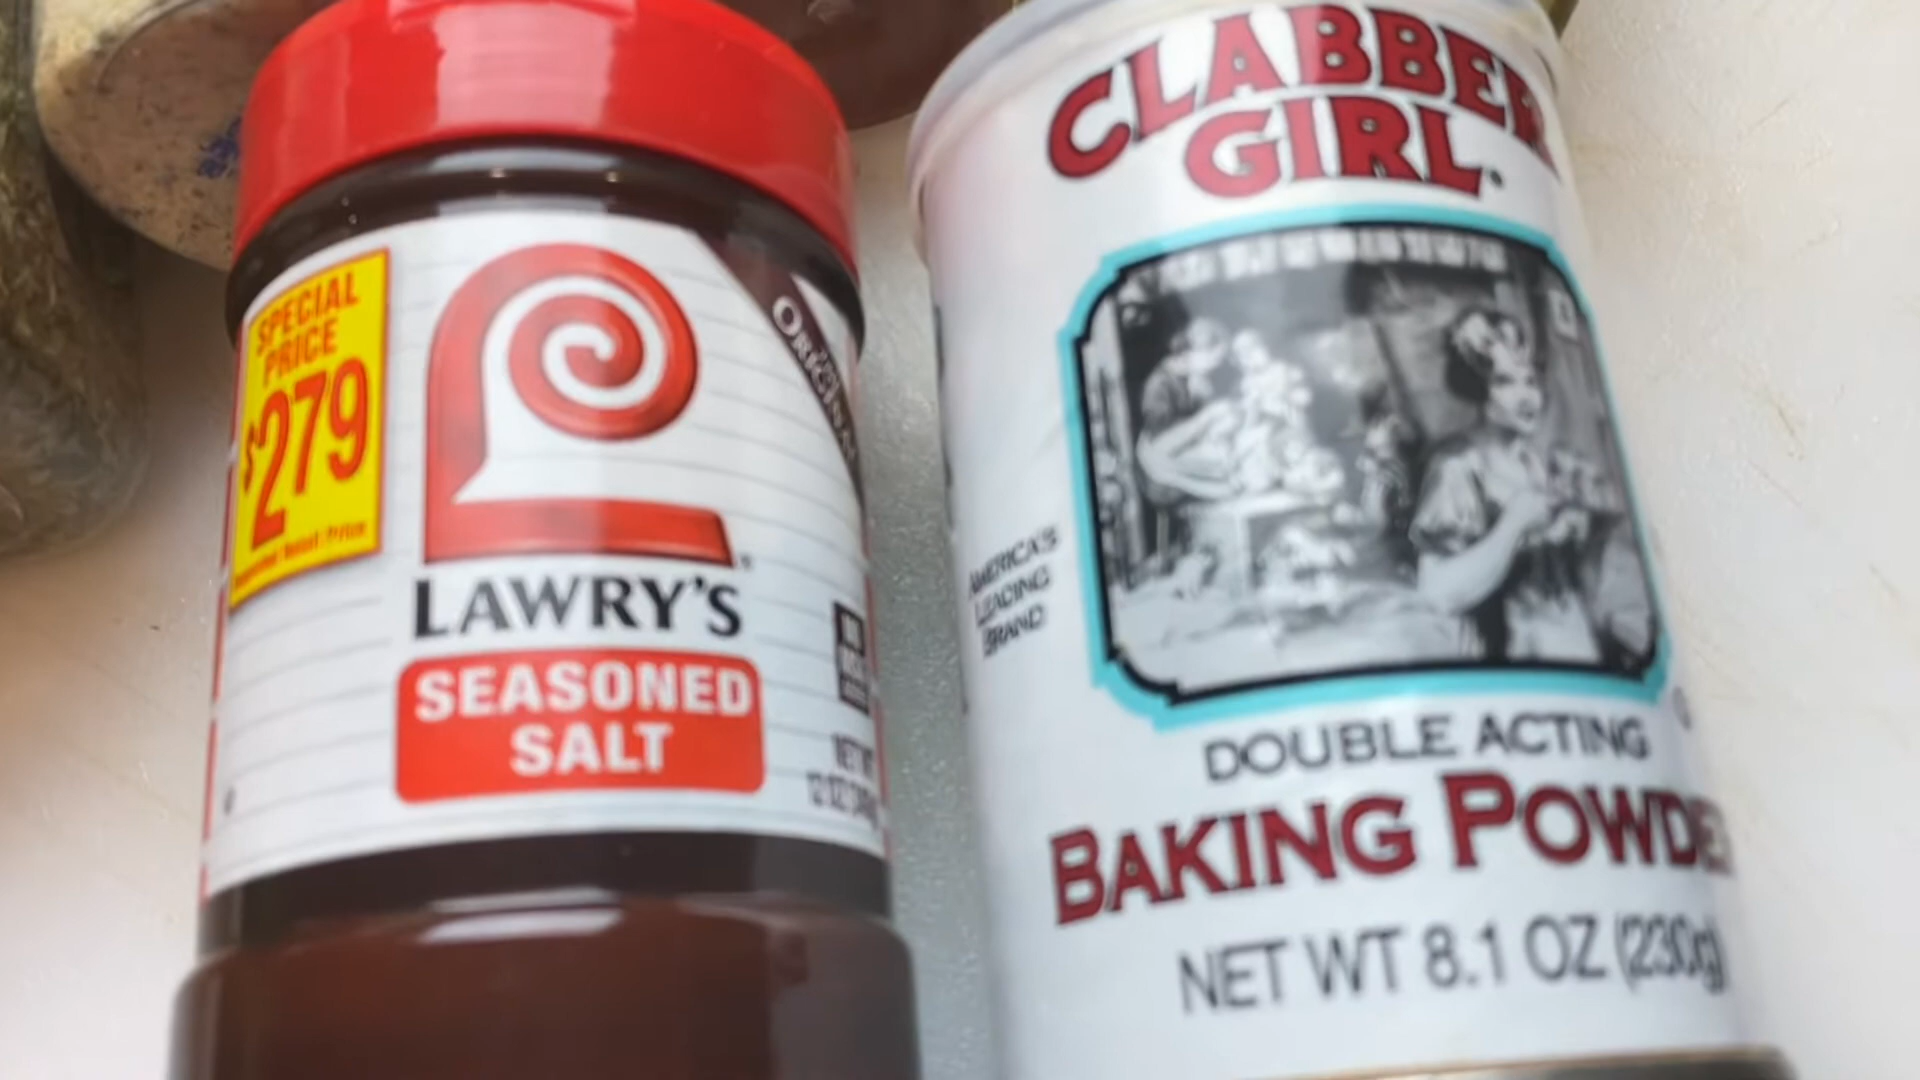 SPECIAL
PRICE
$279
LAWRY'S
SEASONED
SALT
ORIGINAL
CLABBER
GIRL
AMERICA'S
LEADING
BRAND
DOUBLE ACTING
BAKING POWDER
NET WT 8.1 OZ (230g)